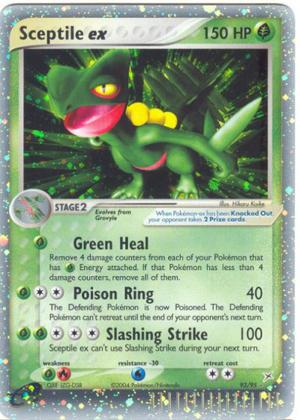 Sceptile ex 150 HP
Illus. Hikaru Koike
STAGE 2
Evolves from
Grovyle
When Pokémon-ex has been Knocked Out
your opponent takes 2 Prize cards
Green Heal
Remove 4 damage counters from each of your Pokémon that
has Energy attached. If that Pokémon has less than 4
damage counters, remove all of them.
Poison Ring 40
The Defending Pokémon is now Poisoned. The Defending
Pokémon can't retreat until the end of your opponent's next turn.
Slashing Strike 100
Sceptile ex can't use Slashing Strike during your next turn.
weakness resistance -30 retreat cost
©2004 Pokémon/Nintendo
93/95